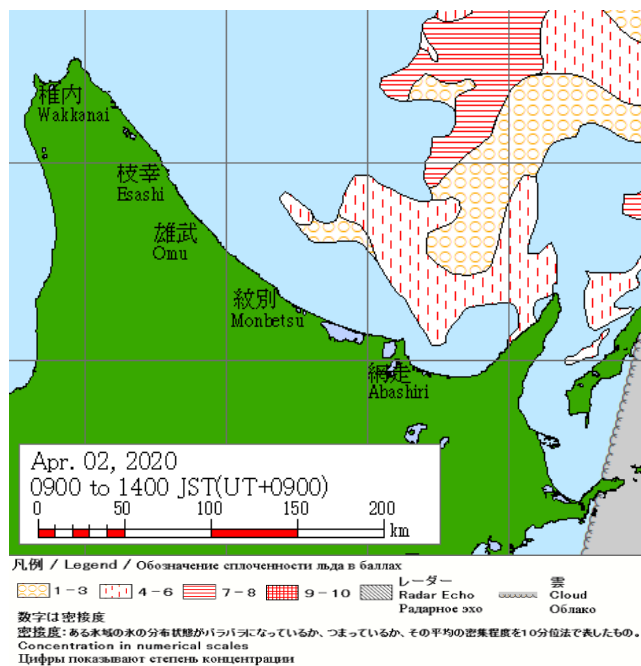 稚内
Wakkanai
枝幸
Esashi
雄武
Omu
紋別
Monbetsu
網走
Abashiri
Apr. 02, 2020
0900 to 1400 JST(UT+0900)
0 50 100 150 200
km
凡例 / Legend / Обозначение сплоченности льда в баллах
1-3 4-6 7-8 9-10 レーダー Radar Echo Радарное эхо 雲 Cloud Облако
数字は密接度
密接度:ある氷域の氷の分布状態がバラバラになっているか、つまっているか、その平均の密集程度を10分位法で表したもの。
Concentration in numerical scales
Цифры показывают степень концентрации